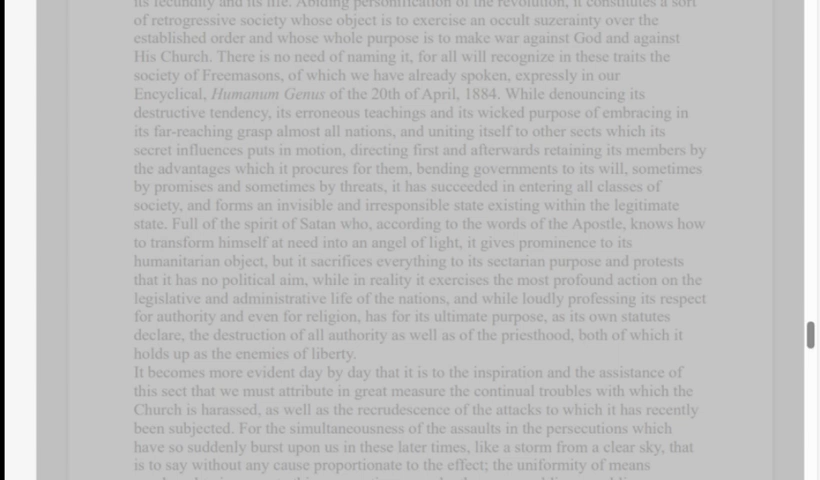 its fecundity and its life. Abiding personification of the revolution, it constitutes a sort
of retrogressive society whose object is to exercise an occult suzerainty over the
established order and whose whole purpose is to make war against God and against
His Church. There is no need of naming it, for all will recognize in these traits the
society of Freemasons, of which we have already spoken, expressly in our
Encyclical, Humanum Genus of the 20th of April, 1884. While denouncing its
destructive tendency, its erroneous teachings and its wicked purpose of embracing in
its far-reaching grasp almost all nations, and uniting itself to other sects which its
secret influences puts in motion, directing first and afterwards retaining its members by
the advantages which it procures for them, bending governments to its will, sometimes
by promises and sometimes by threats, it has succeeded in entering all classes of
society, and forms an invisible and irresponsible state existing within the legitimate
state. Full of the spirit of Satan who, according to the words of the Apostle, knows how
to transform himself at need into an angel of light, it gives prominence to its
humanitarian object, but it sacrifices everything to its sectarian purpose and protests
that it has no political aim, while in reality it exercises the most profound action on the
legislative and administrative life of the nations, and while loudly professing its respect
for authority and even for religion, has for its ultimate purpose, as its own statutes
declare, the destruction of all authority as well as of the priesthood, both of which it
holds up as the enemies of liberty.
It becomes more evident day by day that it is to the inspiration and the assistance of
this sect that we must attribute in great measure the continual troubles with which the
Church is harassed, as well as the recrudescence of the attacks to which it has recently
been subjected. For the simultaneousness of the assaults in the persecutions which
have so suddenly burst upon us in these later times, like a storm from a clear sky, that
is to say without any cause proportionate to the effect; the uniformity of means